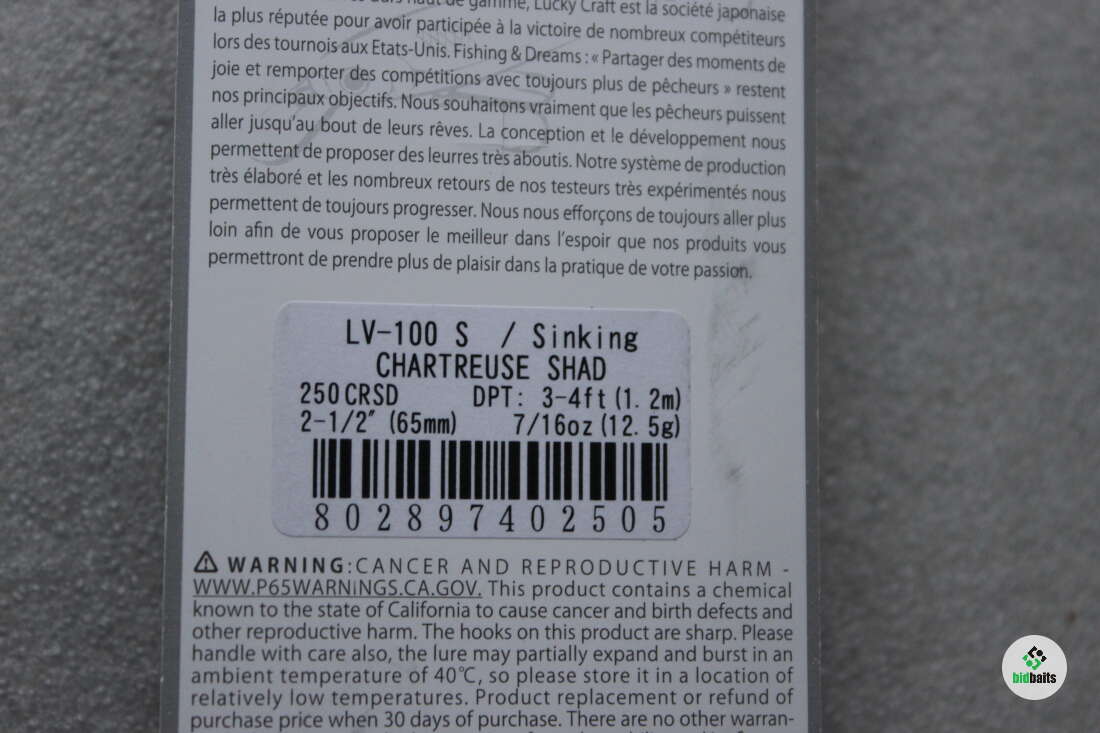 haut de gamme, Lucky Craft est la société japonaise
la plus réputée pour avoir participée à la victoire de nombreux compétiteurs
lors des tournois aux Etats-Unis. Fishing & Dreams : « Partager des moments de
joie et remporter des compétitions avec toujours plus de pêcheurs » restent
nos principaux objectifs. Nous souhaitons vraiment que les pêcheurs puissent
aller jusqu'au bout de leurs rêves. La conception et le développement nous
permettent de proposer des leurres très aboutis. Notre système de production
très élaboré et les nombreux retours de nos testeurs très expérimentés nous
permettent de toujours progresser. Nous nous efforçons de toujours aller plus
loin afin de vous proposer le meilleur dans l'espoir que nos produits vous
permettront de prendre plus de plaisir dans la pratique de votre passion.
LV-100 S / Sinking
CHARTREUSE SHAD
250CRSD DPT: 3-4ft(1.2m)
2-1/2″ (65mm) 7/16oz(12.5g)
802897402505
⚠ WARNING:CANCER AND REPRODUCTIVE HARM -
WWW.P65WARNINGS.CA.GOV. This product contains a chemical
known to the state of California to cause cancer and birth defects and
other reproductive harm. The hooks on this product are sharp. Please
handle with care also, the lure may partially expand and burst in an
ambient temperature of 40℃, so please store it in a location of
relatively low temperatures. Product replacement or refund of
purchase price when 30 days of purchase. There are no other warran-
bidbaits